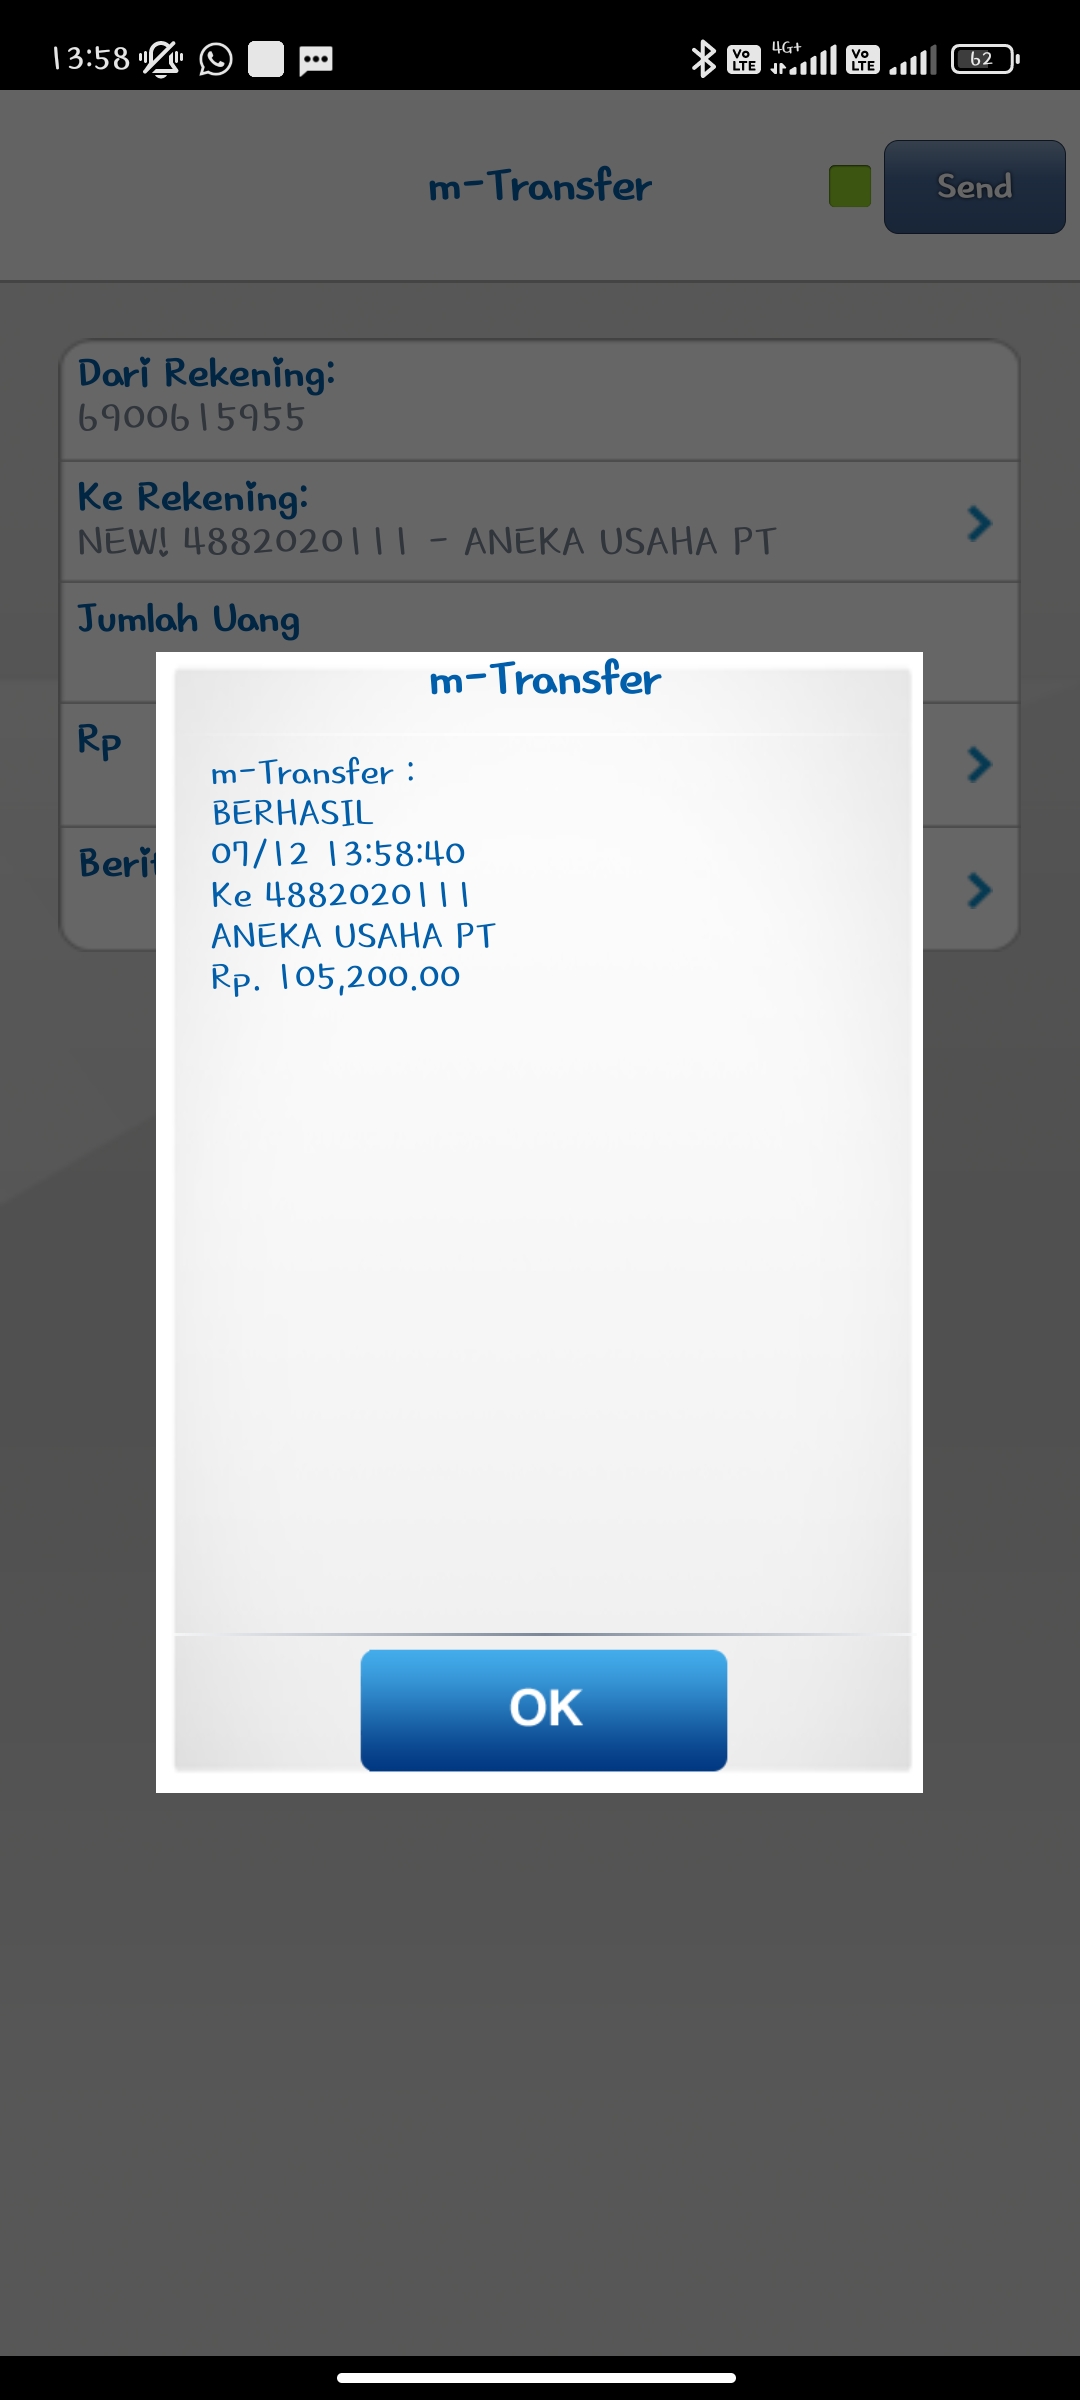 13:58
4G+
Vo LTE
Vo LTE
62
m-Transfer
Send
Dari Rekening:
6900615955
Ke Rekening:
NEW! 4882020111 - ANEKA USAHA PT
Jumlah Uang
Rp
Berit
m-Transfer
m-Transfer :
BERHASIL
07/12 13:58:40
Ke 4882020111
ANEKA USAHA PT
Rp. 105,200.00
OK